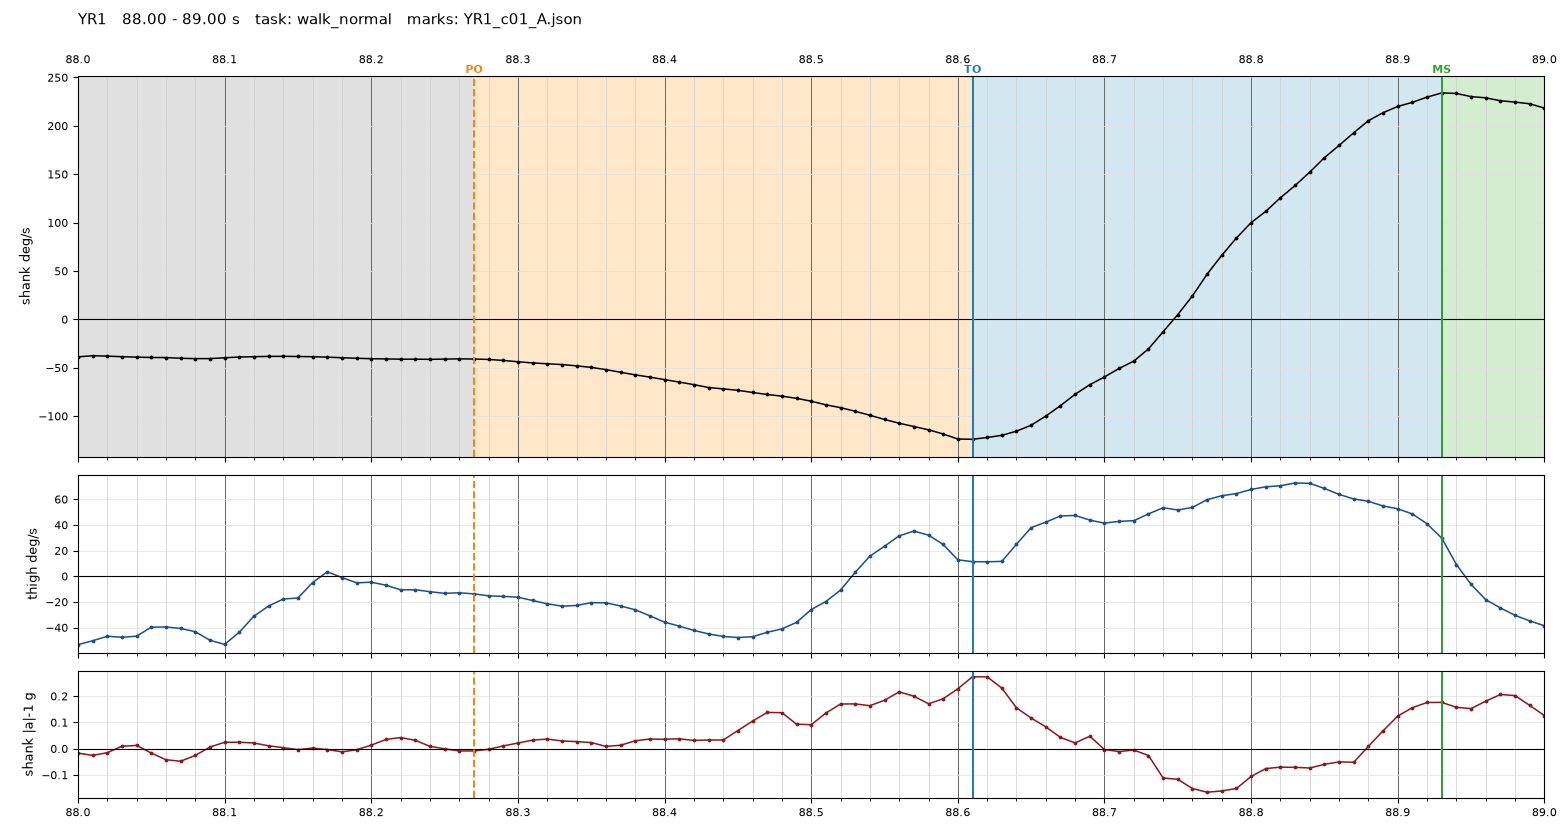 YR1   88.00 - 89.00 s   task: walk_normal   marks: YR1_c01_A.json
88.0 88.1 88.2 88.3 88.4 88.5 88.6 88.7 88.8 88.9 89.0
PO TO MS
250
200
150
100
50
0
−50
−100
shank deg/s
60
40
20
0
−20
−40
thigh deg/s
0.2
0.1
0.0
−0.1
shank |a|-1 g
88.0 88.1 88.2 88.3 88.4 88.5 88.6 88.7 88.8 88.9 89.0